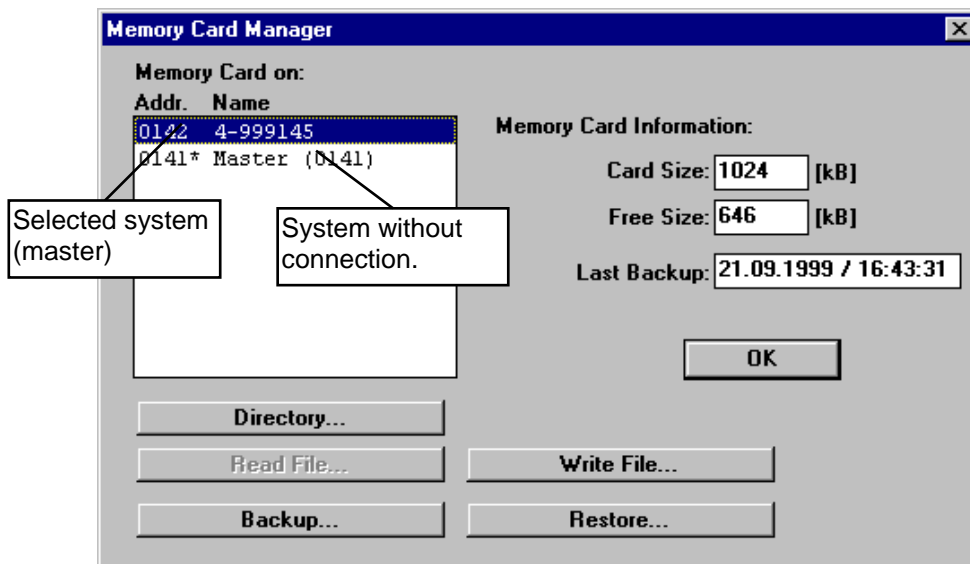 Memory Card Manager
Memory Card on:
Addr. Name
0142 4-999145
0141* Master (0141)
Selected system
(master)
System without
connection.
Memory Card Information:
Card Size: 1024 [kB]
Free Size: 646 [kB]
Last Backup: 21.09.1999 / 16:43:31
OK
Directory...
Read File...
Write File...
Backup...
Restore...